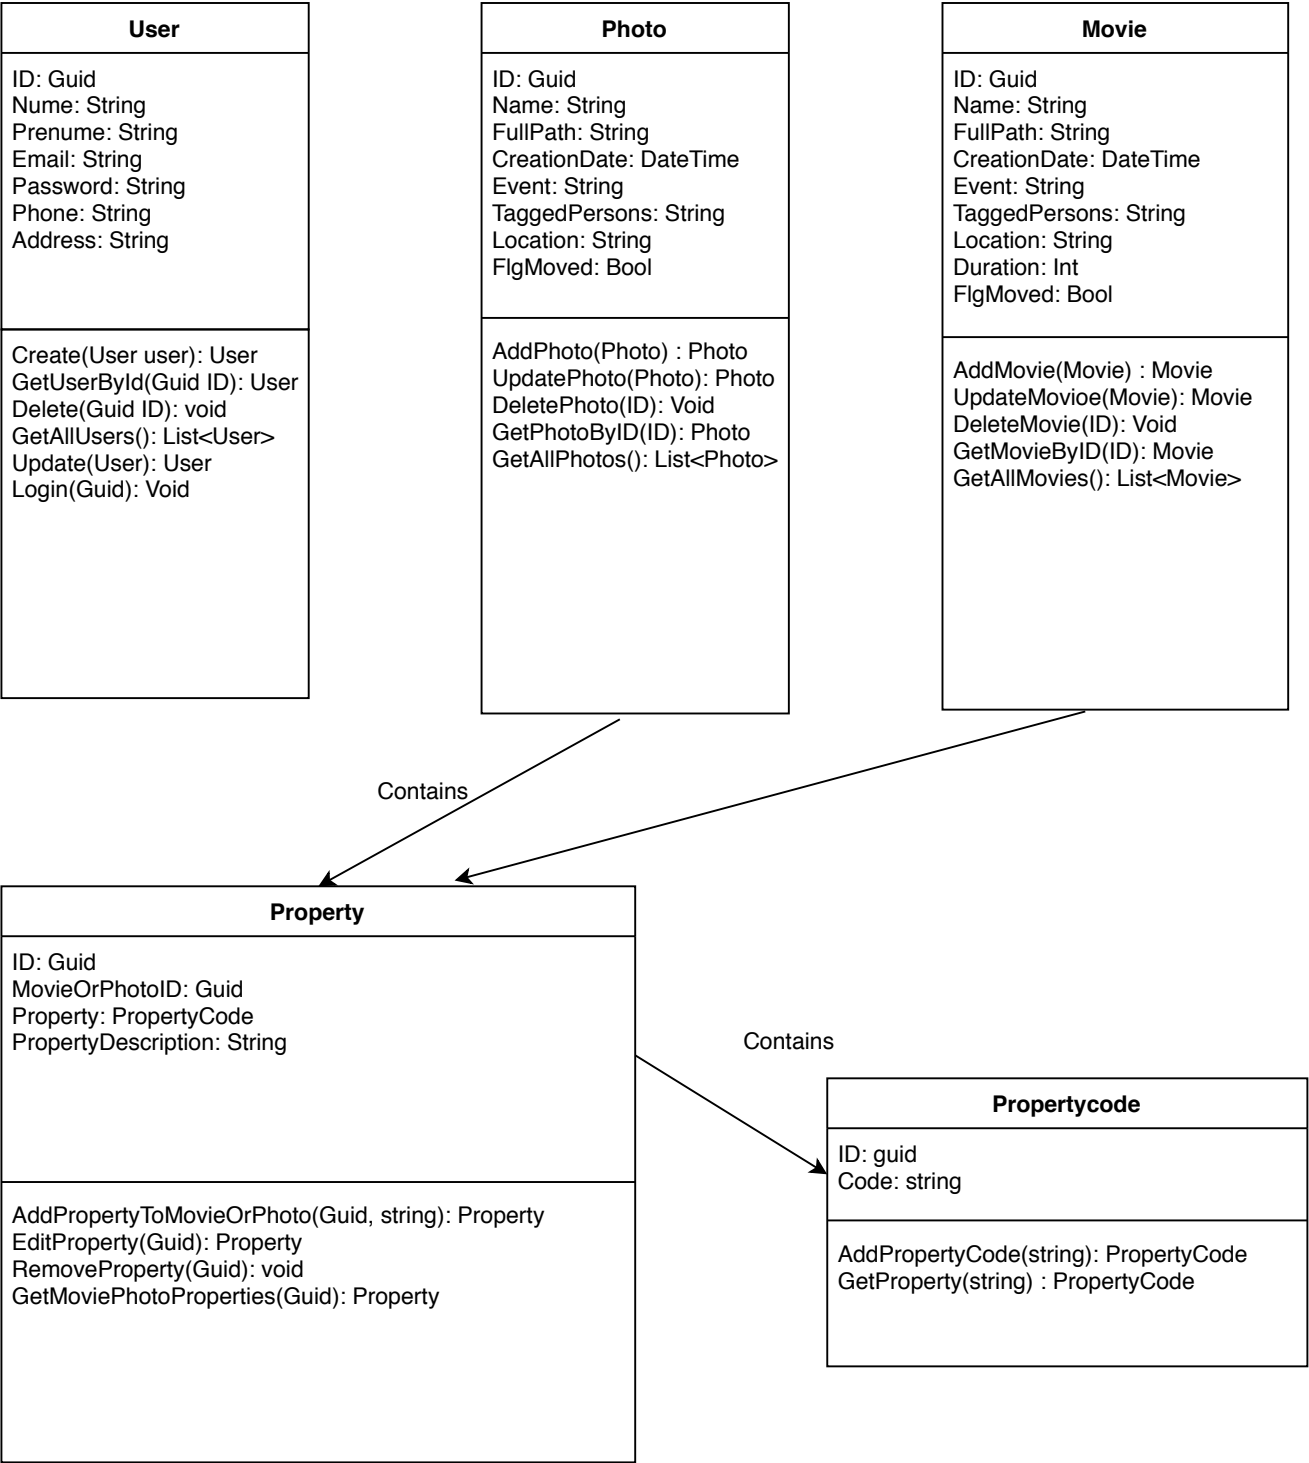 User
ID: Guid
Nume: String
Prenume: String
Email: String
Password: String
Phone: String
Address: String
Create(User user): User
GetUserById(Guid ID): User
Delete(Guid ID): void
GetAllUsers(): List<User>
Update(User): User
Login(Guid): Void
Photo
ID: Guid
Name: String
FullPath: String
CreationDate: DateTime
Event: String
TaggedPersons: String
Location: String
FlgMoved: Bool
AddPhoto(Photo) : Photo
UpdatePhoto(Photo): Photo
DeletePhoto(ID): Void
GetPhotoByID(ID): Photo
GetAllPhotos(): List<Photo>
Movie
ID: Guid
Name: String
FullPath: String
CreationDate: DateTime
Event: String
TaggedPersons: String
Location: String
Duration: Int
FlgMoved: Bool
AddMovie(Movie) : Movie
UpdateMovioe(Movie): Movie
DeleteMovie(ID): Void
GetMovieByID(ID): Movie
GetAllMovies(): List<Movie>
Contains
Property
ID: Guid
MovieOrPhotoID: Guid
Property: PropertyCode
PropertyDescription: String
AddPropertyToMovieOrPhoto(Guid, string): Property
EditProperty(Guid): Property
RemoveProperty(Guid): void
GetMoviePhotoProperties(Guid): Property
Contains
Propertycode
ID: guid
Code: string
AddPropertyCode(string): PropertyCode
GetProperty(string) : PropertyCode